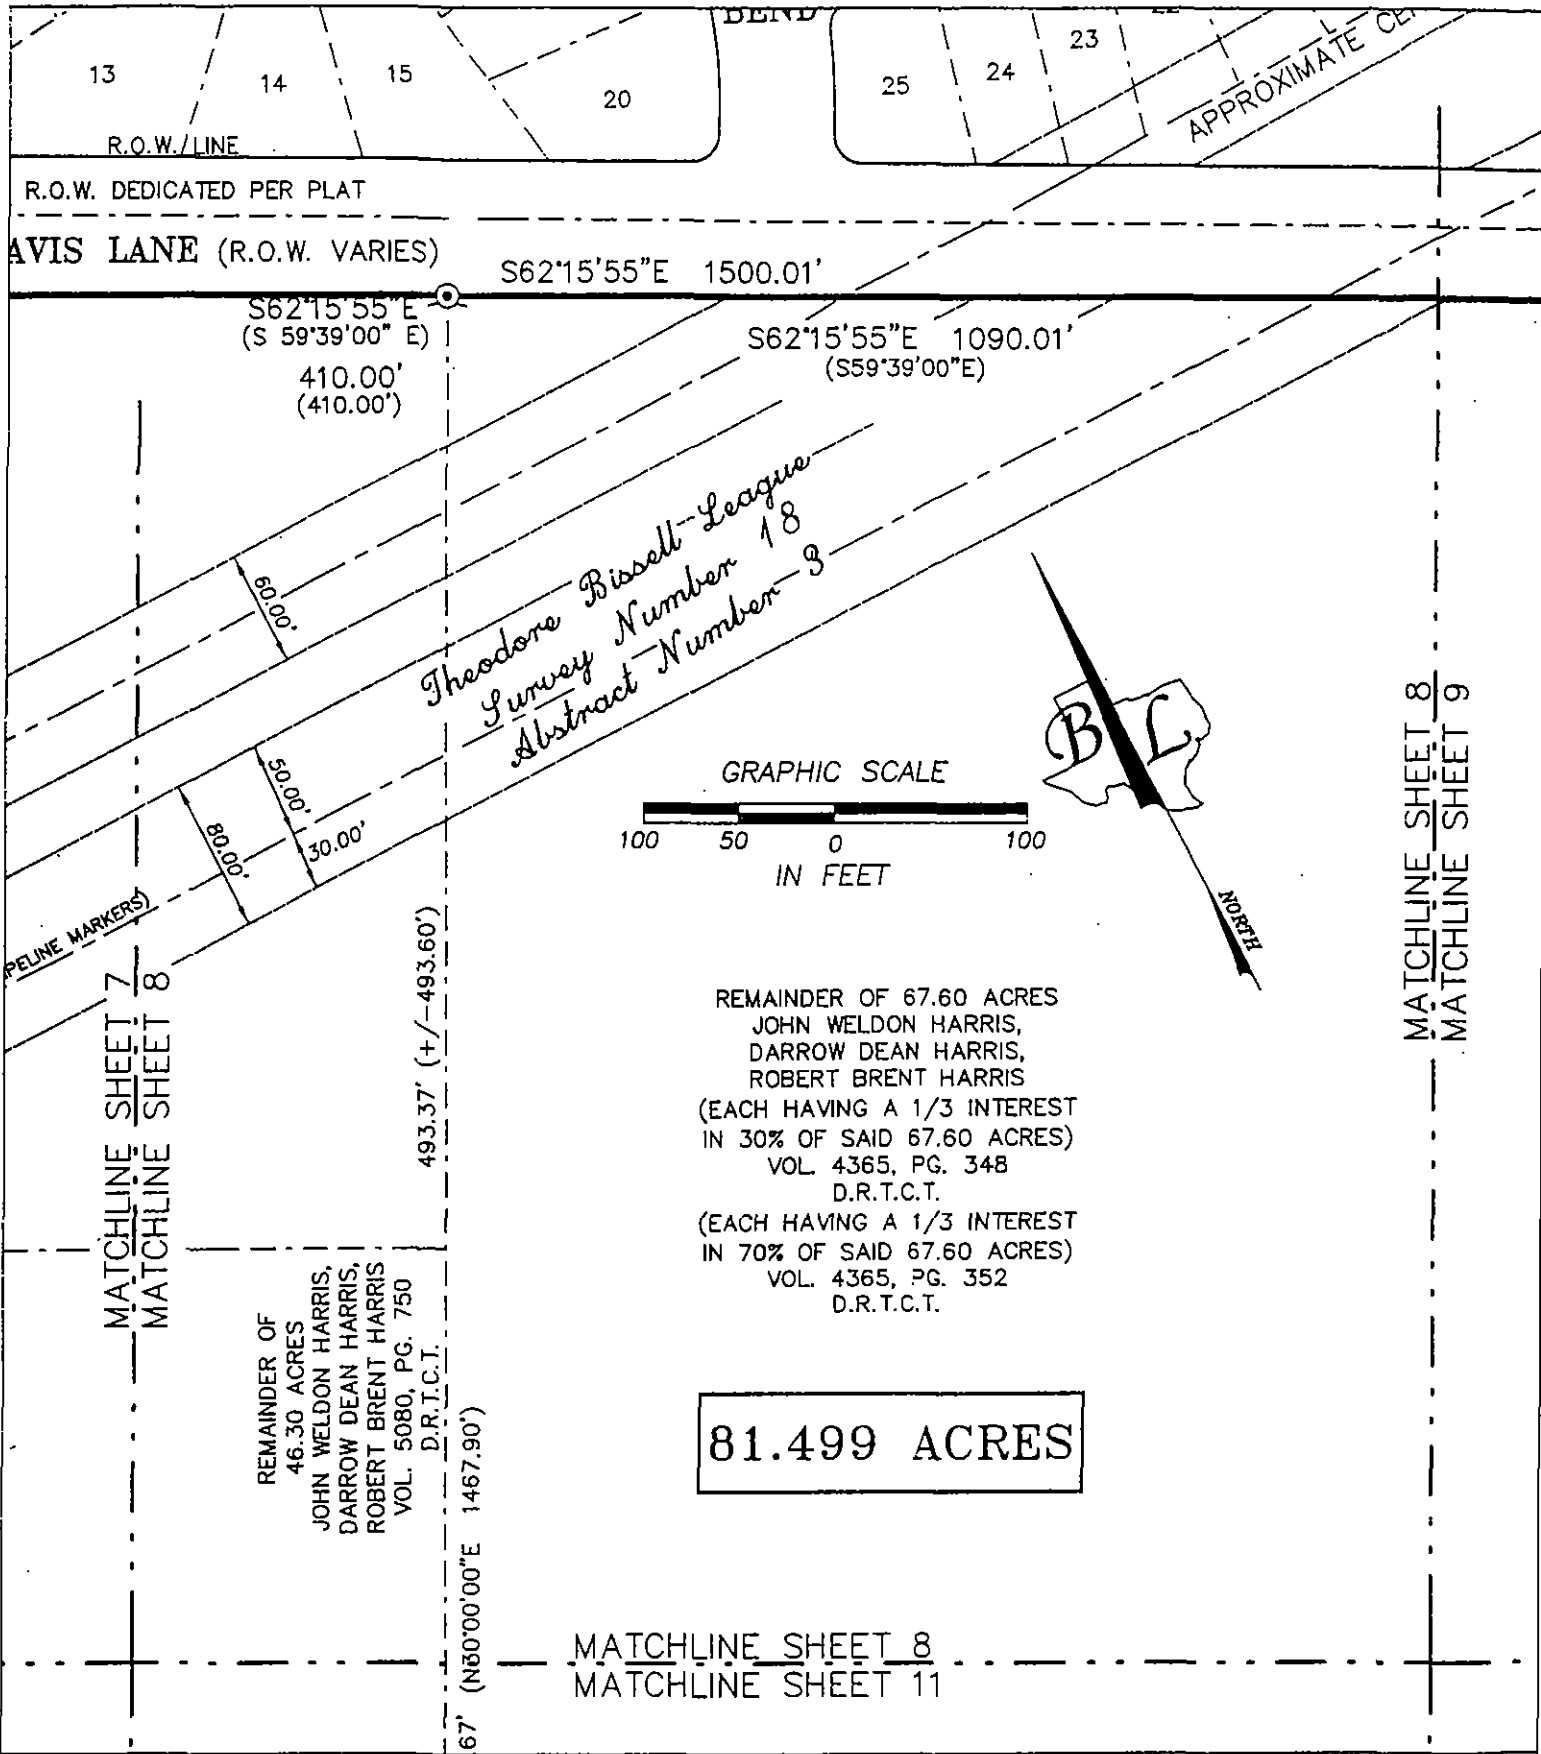 BEND
13
14
15
20
25
24
23
22
APPROXIMATE
R.O.W. LINE
R.O.W. DEDICATED PER PLAT
AVIS LANE (R.O.W. VARIES)
S62°15'55"E 1500.01'
S62°15'55"E
(S 59°39'00" E)
410.00'
(410.00')
S62°15'55"E 1090.01'
(S59°39'00"E)
60.00'
Theodore Bissell League
Survey Number 18
Abstract Number 3
50.00'
30.00'
80.00'
PELINE MARKERS)
GRAPHIC SCALE
100 50 0 100
IN FEET
B L
NORTH
MATCHLINE SHEET 7
MATCHLINE SHEET 8
MATCHLINE SHEET 8
MATCHLINE SHEET 9
493.37' (+/-493.60')
REMAINDER OF 67.60 ACRES
JOHN WELDON HARRIS,
DARROW DEAN HARRIS,
ROBERT BRENT HARRIS
(EACH HAVING A 1/3 INTEREST
IN 30% OF SAID 67.60 ACRES)
VOL. 4365, PG. 348
D.R.T.C.T.
(EACH HAVING A 1/3 INTEREST
IN 70% OF SAID 67.60 ACRES)
VOL. 4365, PG. 352
D.R.T.C.T.
REMAINDER OF
46.30 ACRES
JOHN WELDON HARRIS,
DARROW DEAN HARRIS,
ROBERT BRENT HARRIS
VOL. 5080, PG. 750
D.R.T.C.T.
81.499 ACRES
67' (N30°00'00"E 1467.90')
MATCHLINE SHEET 8
MATCHLINE SHEET 11